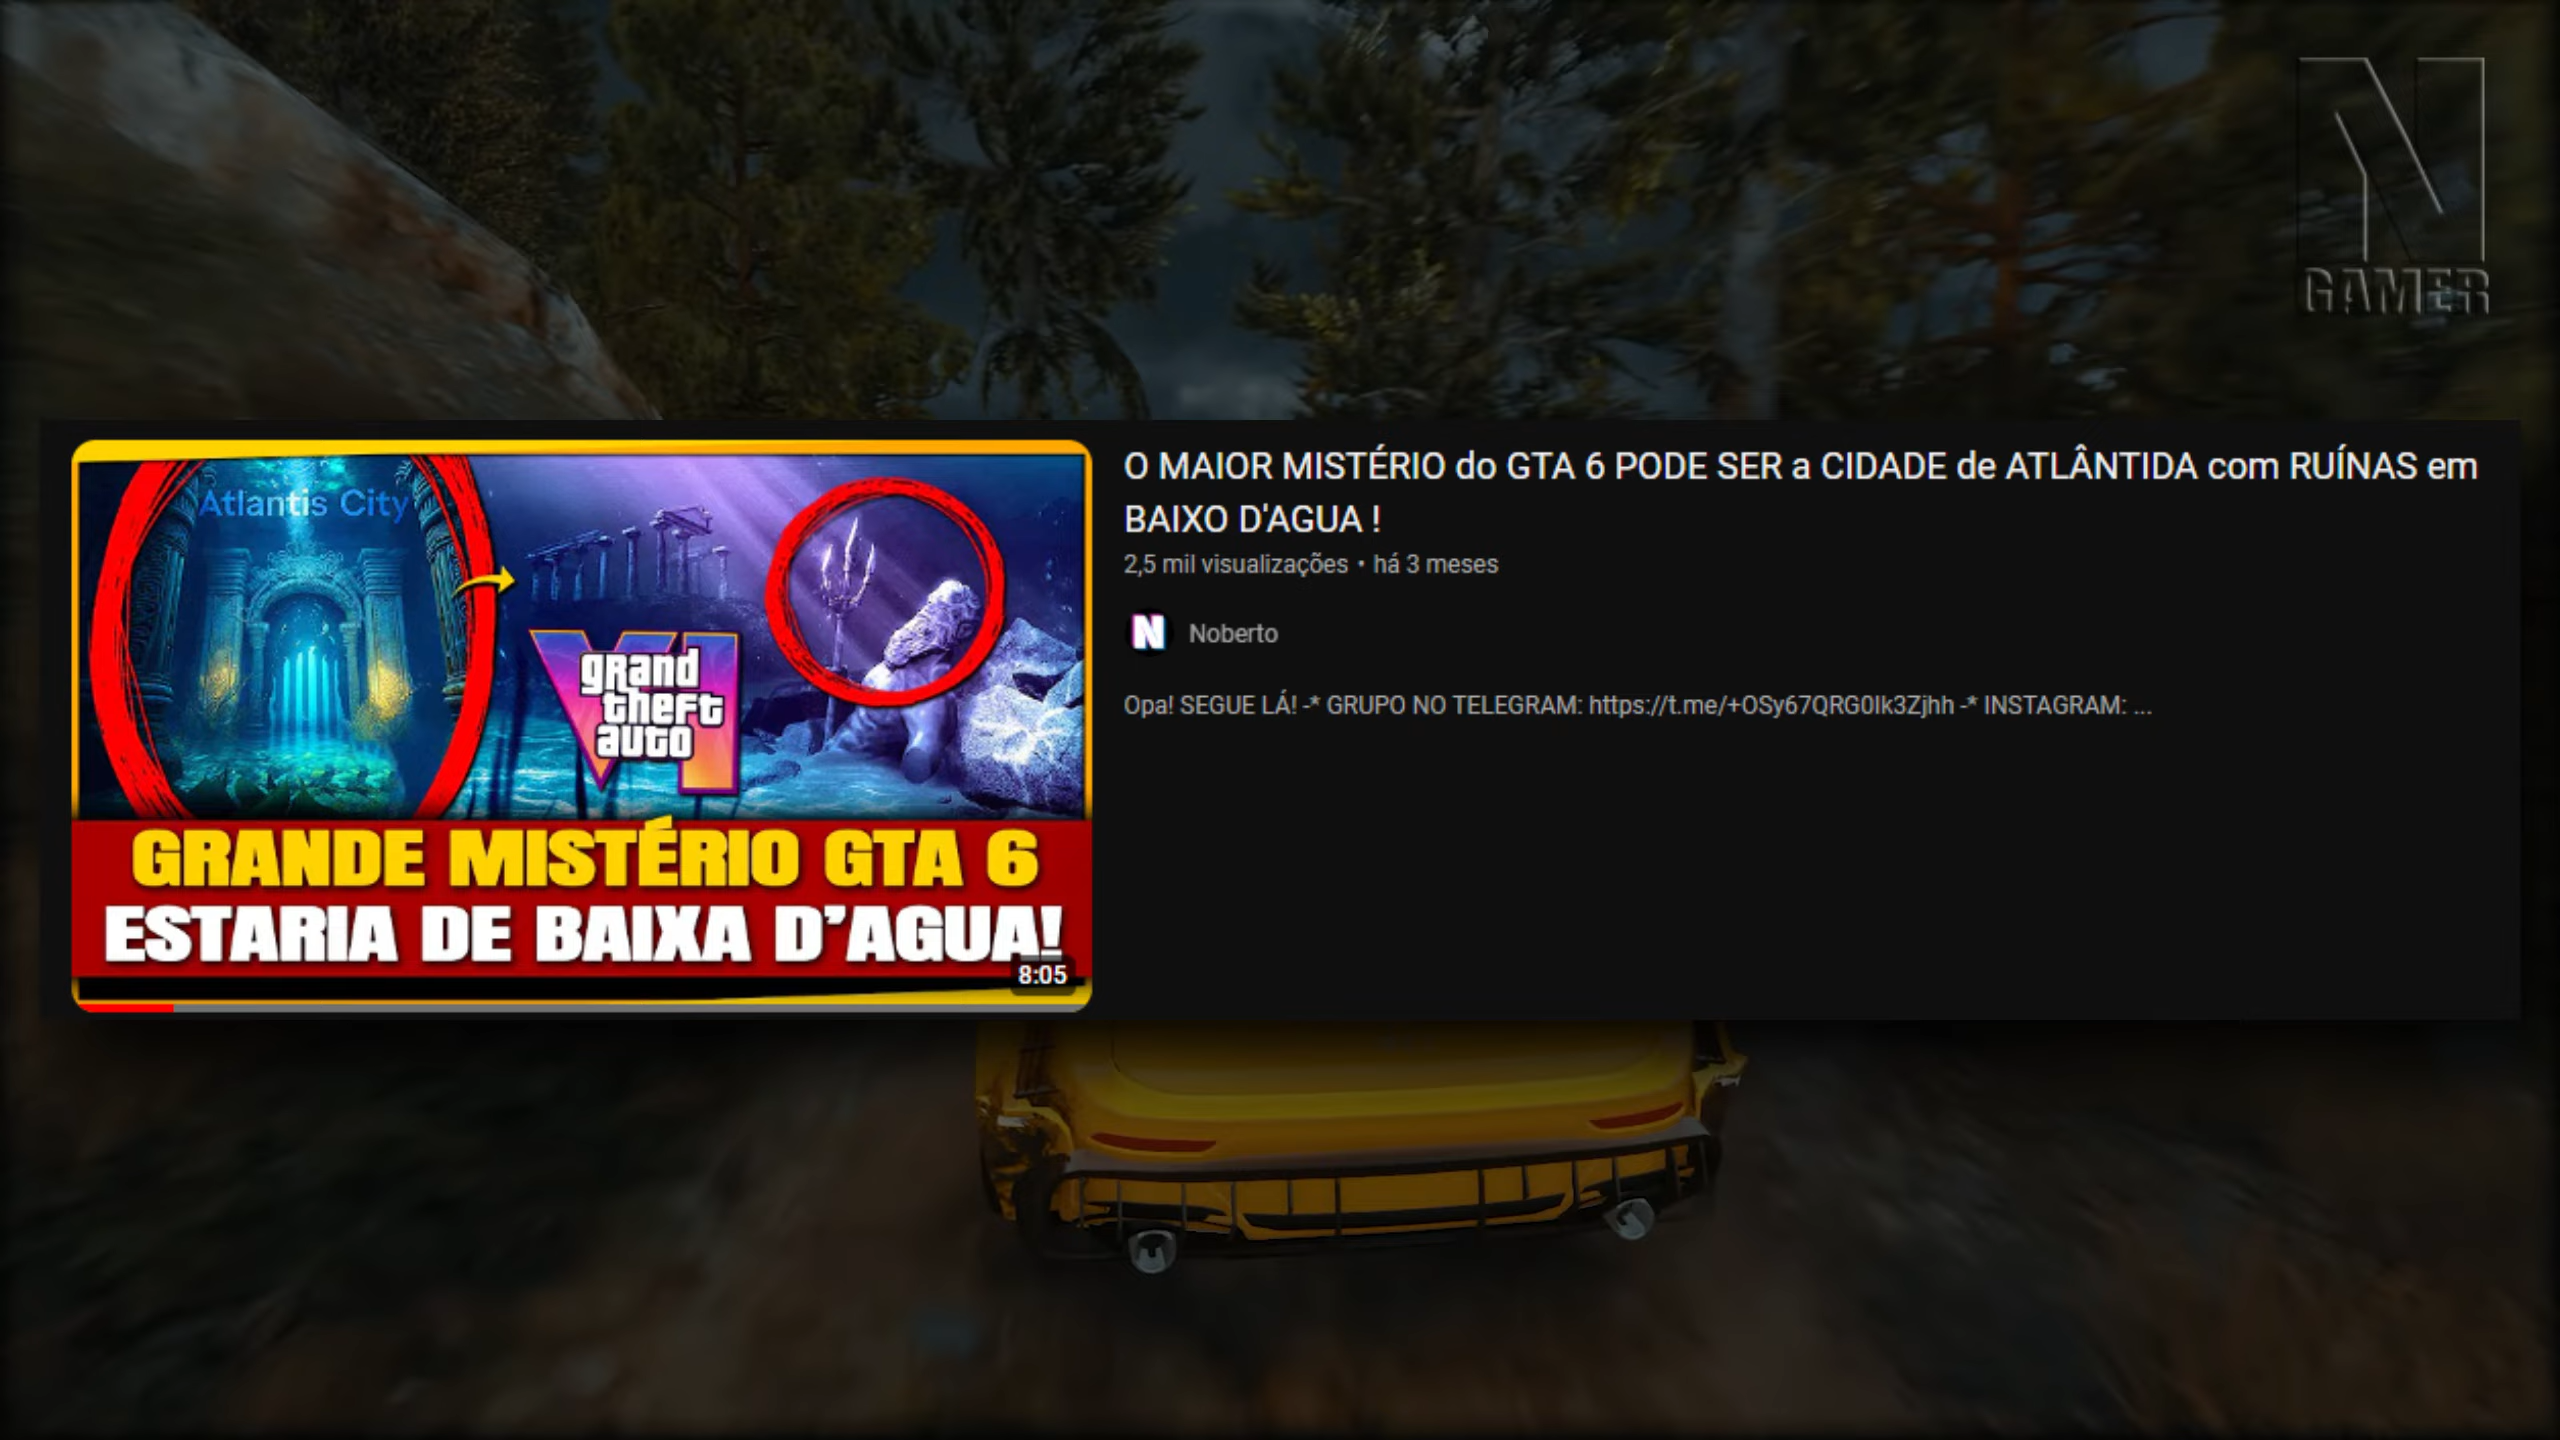 N
GAMER
Atlantis City
VI
grand
theft
auto
GRANDE MISTÉRIO GTA 6
ESTARIA DE BAIXA D'AGUA!
8:05
O MAIOR MISTÉRIO do GTA 6 PODE SER a CIDADE de ATLÂNTIDA com RUÍNAS em
BAIXO D'AGUA !
2,5 mil visualizações • há 3 meses
N Noberto
Opa! SEGUE LÁ! -* GRUPO NO TELEGRAM: https://t.me/+OSy67QRG0Ik3Zjhh -* INSTAGRAM: ...